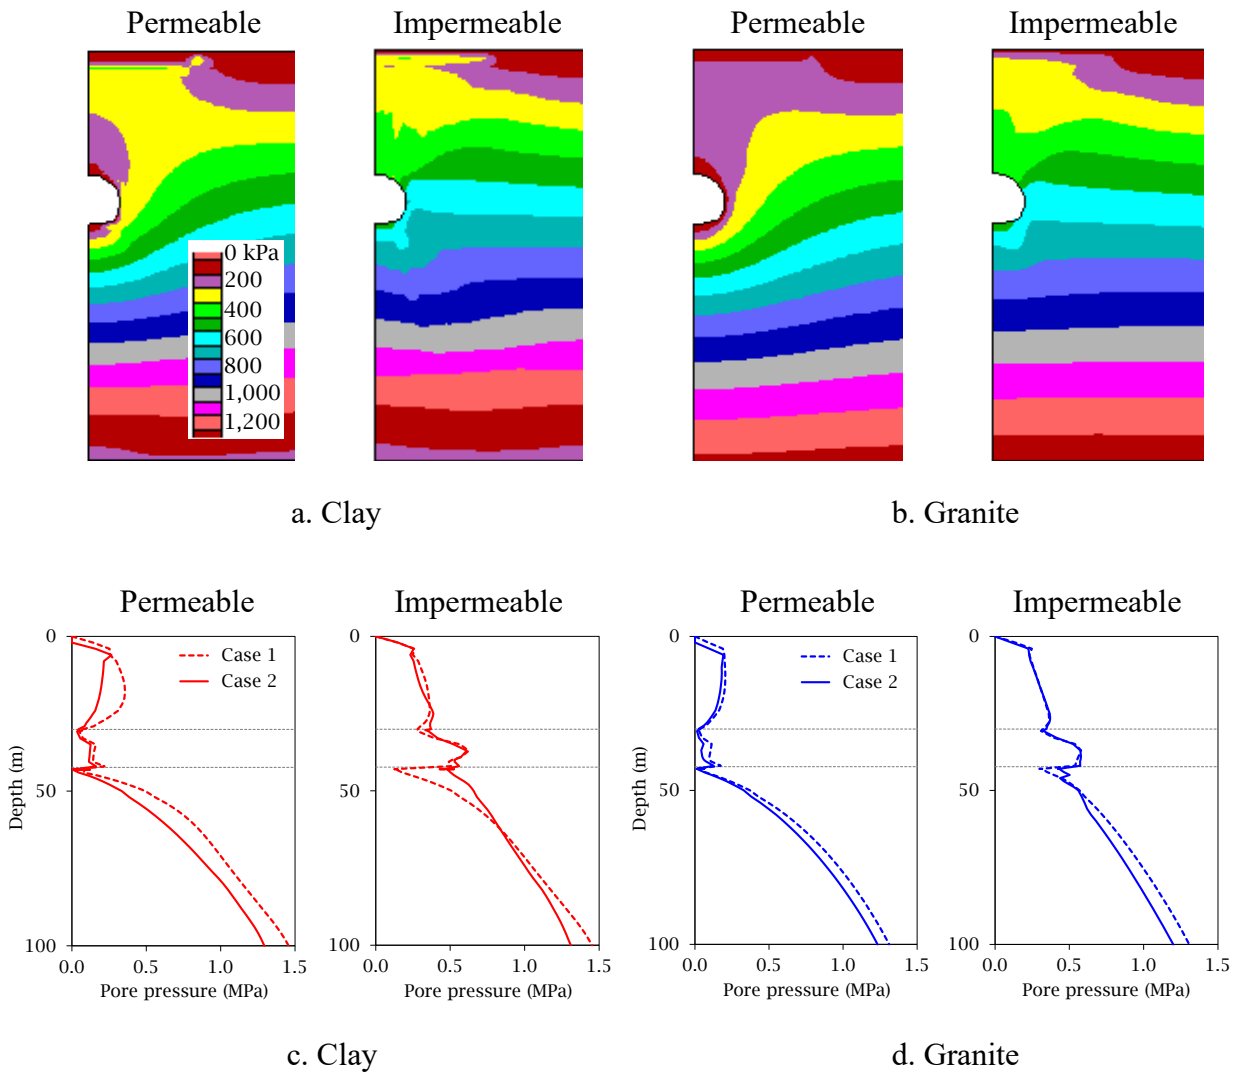 Permeable Impermeable Permeable Impermeable
0 kPa
200
400
600
800
1,000
1,200
a. Clay b. Granite
Permeable Impermeable Permeable Impermeable
0 0 0 0
Case 1 Case 1
Case 2 Case 2
Depth (m) Depth (m)
50 50 50 50
100 100 100 100
0.0 0.5 1.0 1.5 0.0 0.5 1.0 1.5 0.0 0.5 1.0 1.5 0.0 0.5 1.0 1.5
Pore pressure (MPa) Pore pressure (MPa) Pore pressure (MPa) Pore pressure (MPa)
c. Clay d. Granite